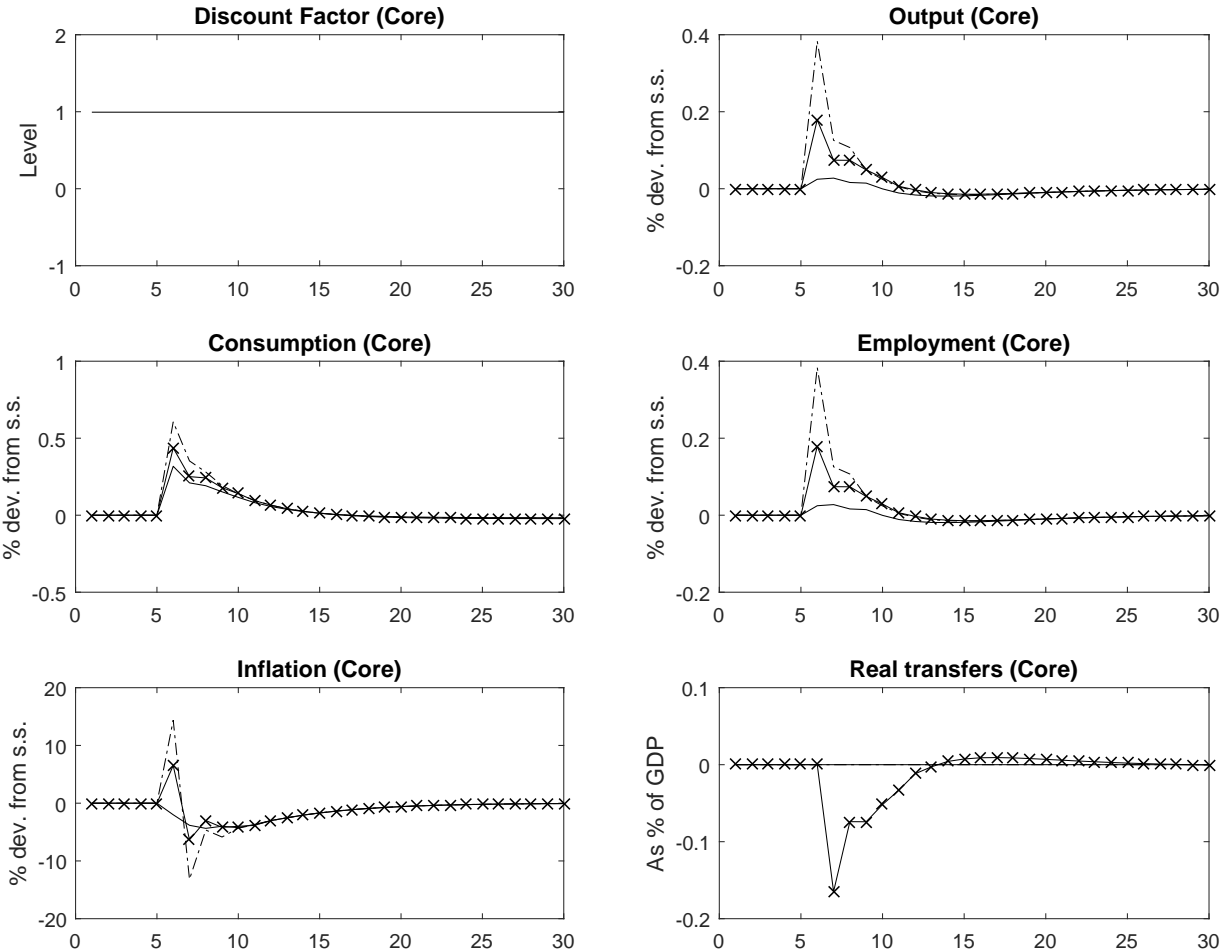 Discount Factor (Core)
2
1
0
-1
Level
0 5 10 15 20 25 30
Output (Core)
0.4
0.2
0
-0.2
% dev. from s.s.
0 5 10 15 20 25 30
Consumption (Core)
1
0.5
0
-0.5
% dev. from s.s.
0 5 10 15 20 25 30
Employment (Core)
0.4
0.2
0
-0.2
% dev. from s.s.
0 5 10 15 20 25 30
Inflation (Core)
20
10
0
-10
-20
% dev. from s.s.
0 5 10 15 20 25 30
Real transfers (Core)
0.1
0
-0.1
-0.2
As % of GDP
0 5 10 15 20 25 30